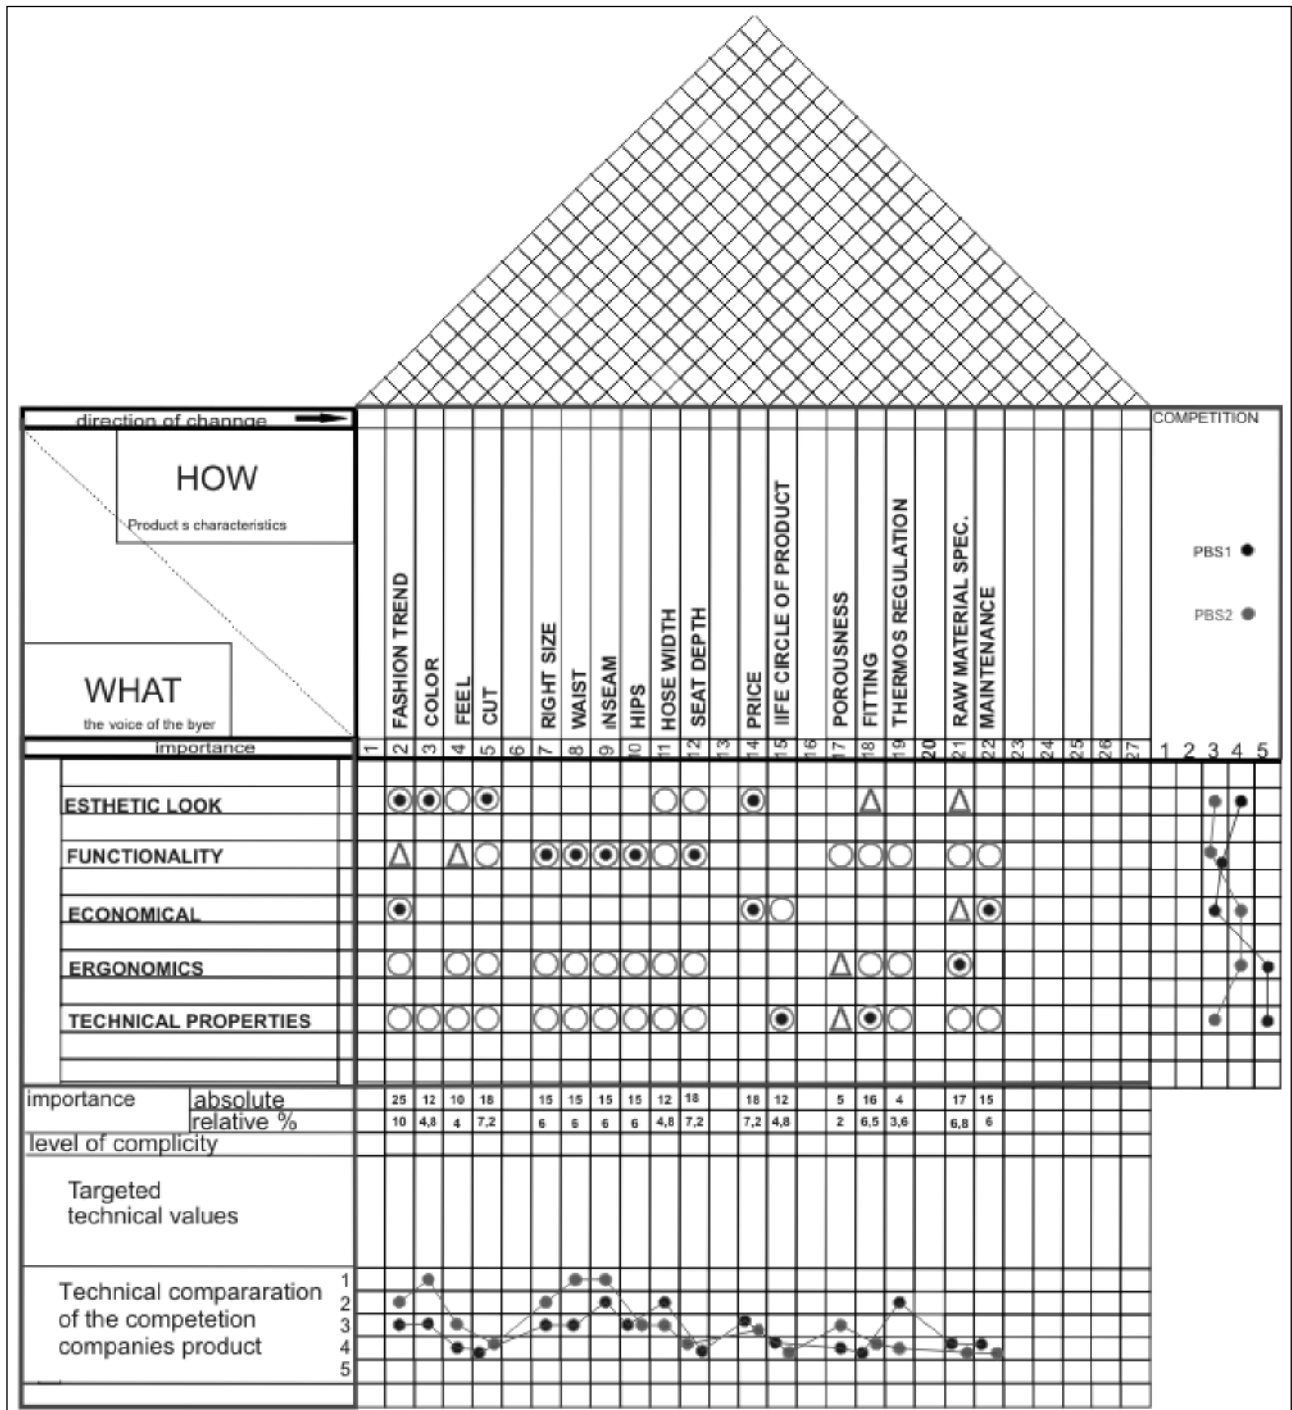 direction of channge
COMPETITION
HOW
Product s characteristics
WHAT
the voice of the byer
importance
FASHION TREND
COLOR
FEEL
CUT
RIGHT SIZE
WAIST
INSEAM
HIPS
HOSE WIDTH
SEAT DEPTH
PRICE
IIFE CIRCLE OF PRODUCT
POROUSNESS
FITTING
THERMOS REGULATION
RAW MATERIAL SPEC.
MAINTENANCE
PBS1
PBS2
1 2 3 4 5 6 7 8 9 10 11 12 13 14 15 16 17 18 19 20 21 22 23 24 25 26 27
1 2 3 4 5
ESTHETIC LOOK
FUNCTIONALITY
ECONOMICAL
ERGONOMICS
TECHNICAL PROPERTIES
importance absolute 25 12 10 18 15 15 15 15 12 18 18 12 5 16 4 17 15
relative % 10 4,8 4 7,2 6 6 6 6 4,8 7,2 7,2 4,8 2 6,5 3,6 6,8 6
level of complicity
Targeted
technical values
Technical compararation
of the competetion
companies product
1
2
3
4
5